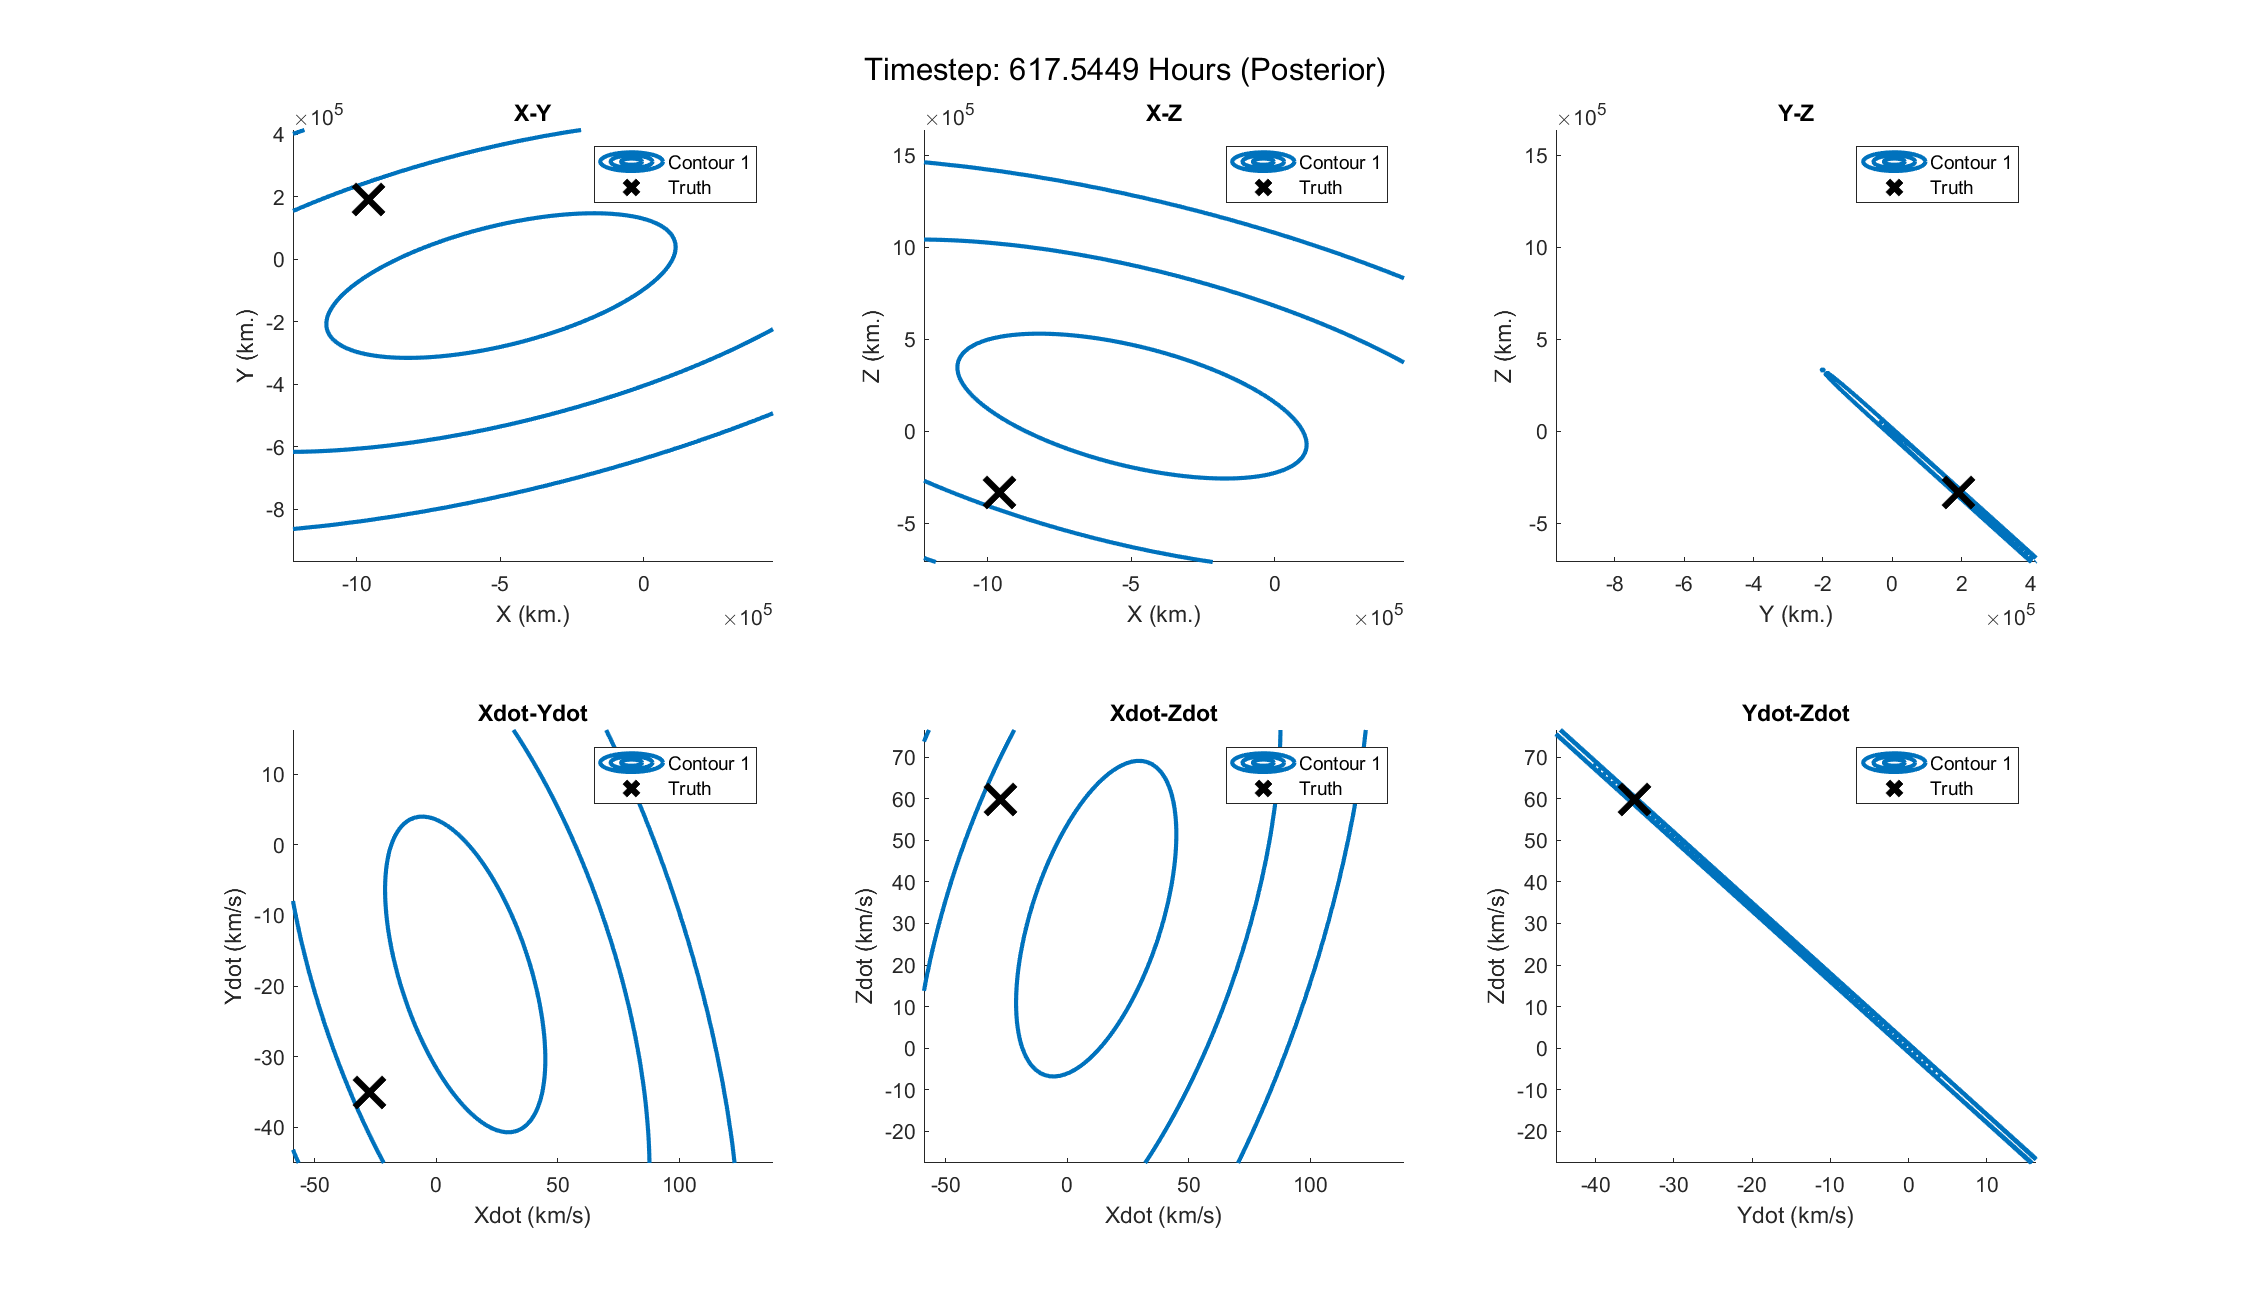 Timestep: 617.5449 Hours (Posterior)
X-Y
×10^5
4
2
0
-2
-4
-6
-8
Y (km.)
-10
-5
0
X (km.)
×10^5
Contour 1
Truth
X-Z
×10^5
15
10
5
0
-5
Z (km.)
-10
-5
0
X (km.)
×10^5
Contour 1
Truth
Y-Z
×10^5
15
10
5
0
-5
Z (km.)
-8
-6
-4
-2
0
2
4
Y (km.)
×10^5
Contour 1
Truth
Xdot-Ydot
10
0
-10
-20
-30
-40
Ydot (km/s)
-50
0
50
100
Xdot (km/s)
Contour 1
Truth
Xdot-Zdot
70
60
50
40
30
20
10
0
-10
-20
Zdot (km/s)
-50
0
50
100
Xdot (km/s)
Contour 1
Truth
Ydot-Zdot
70
60
50
40
30
20
10
0
-10
-20
Zdot (km/s)
-40
-30
-20
-10
0
10
Ydot (km/s)
Contour 1
Truth